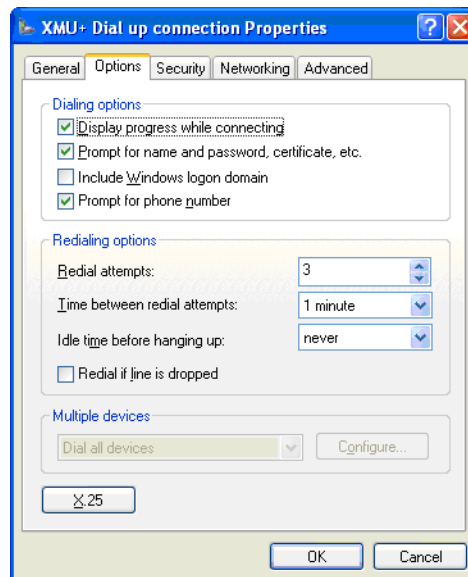 XMU+ Dial up connection Properties
General Options Security Networking Advanced
Dialing options
Display progress while connecting
Prompt for name and password, certificate, etc.
Include Windows logon domain
Prompt for phone number
Redialing options
Redial attempts: 3
Time between redial attempts: 1 minute
Idle time before hanging up: never
Redial if line is dropped
Multiple devices
Dial all devices Configure...
X.25
OK Cancel